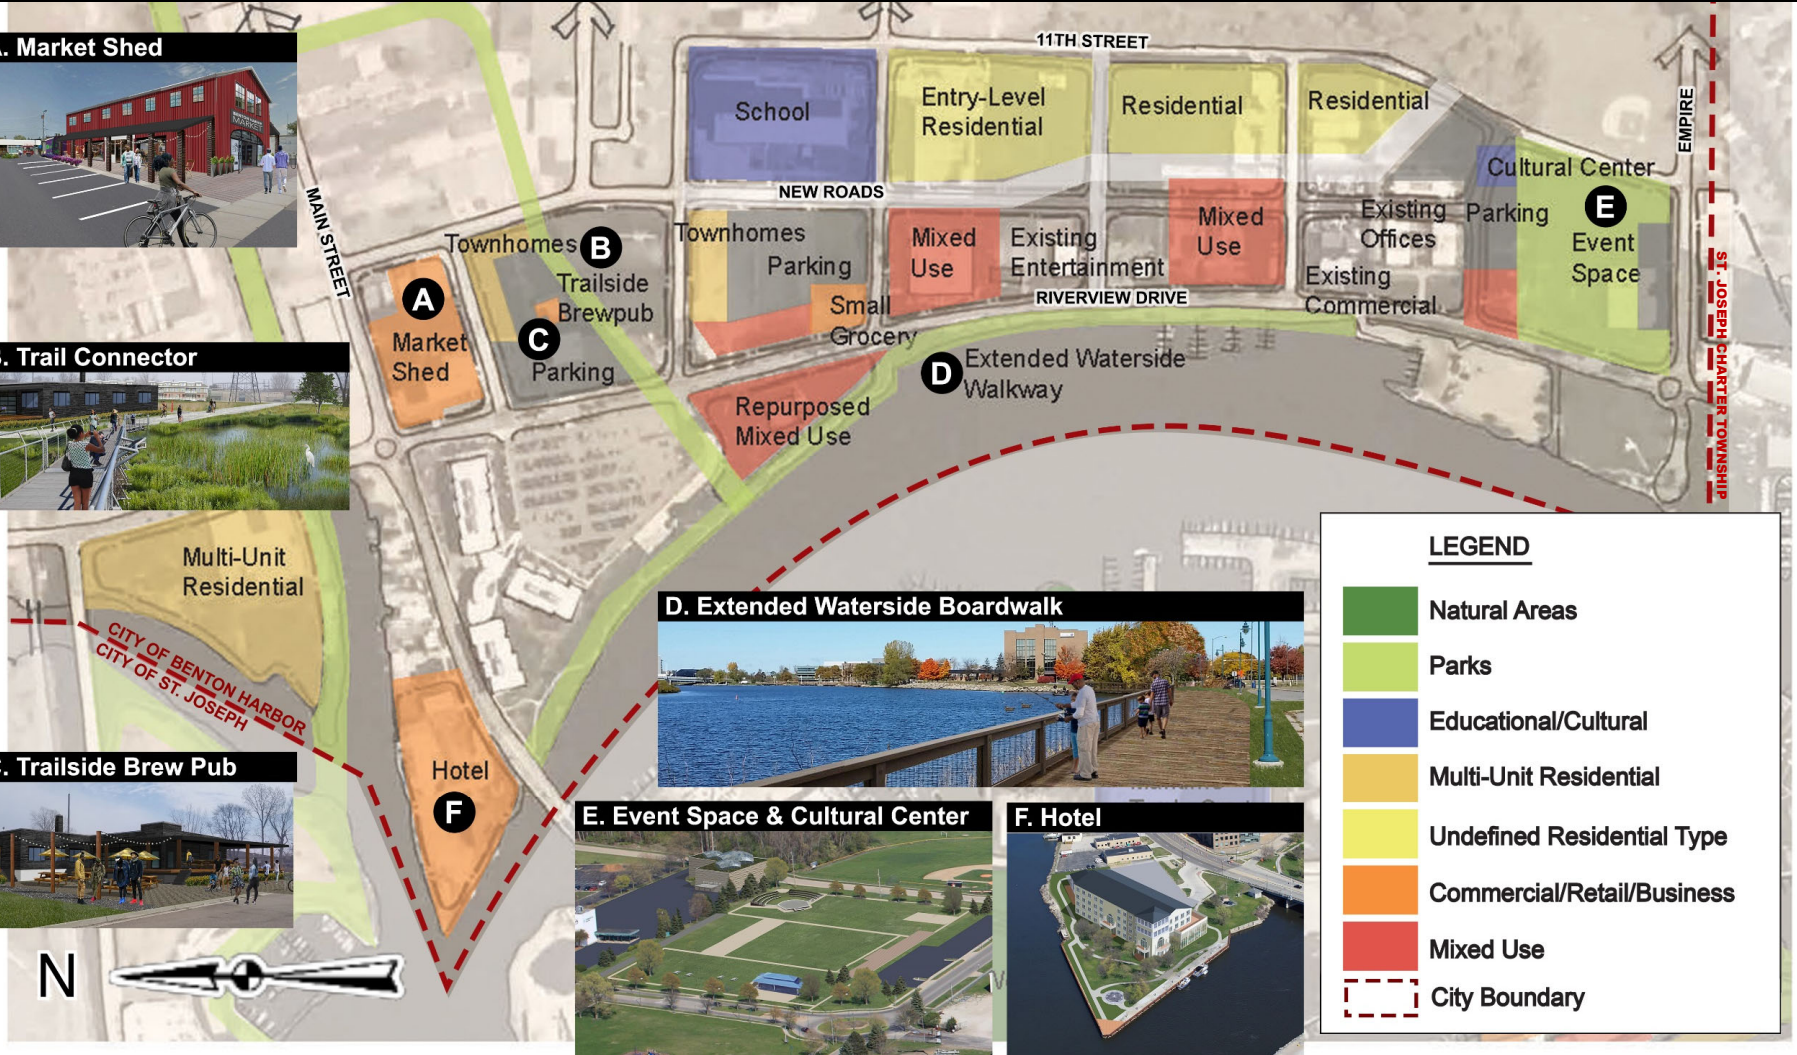 . Market Shed
MARKET
11TH STREET
School
Entry-Level
Residential
Residential
Residential
EMPIRE
Cultural Center
E
Event
Space
NEW ROADS
MAIN STREET
Townhomes
B
Trailside
Brewpub
Townhomes
Parking
Small
Grocery
Mixed
Use
Existing
Entertainment
Mixed
Use
Existing
Offices
Parking
Existing
Commercial
RIVERVIEW DRIVE
A
Market
Shed
C
Parking
D
Extended Waterside
Walkway
Repurposed
Mixed Use
ST. JOSEPH CHARTER TOWNSHIP
. Trail Connector
Multi-Unit
Residential
CITY OF BENTON HARBOR
CITY OF ST. JOSEPH
. Trailside Brew Pub
Hotel
F
D. Extended Waterside Boardwalk
E. Event Space & Cultural Center
F. Hotel
LEGEND
Natural Areas
Parks
Educational/Cultural
Multi-Unit Residential
Undefined Residential Type
Commercial/Retail/Business
Mixed Use
City Boundary
N